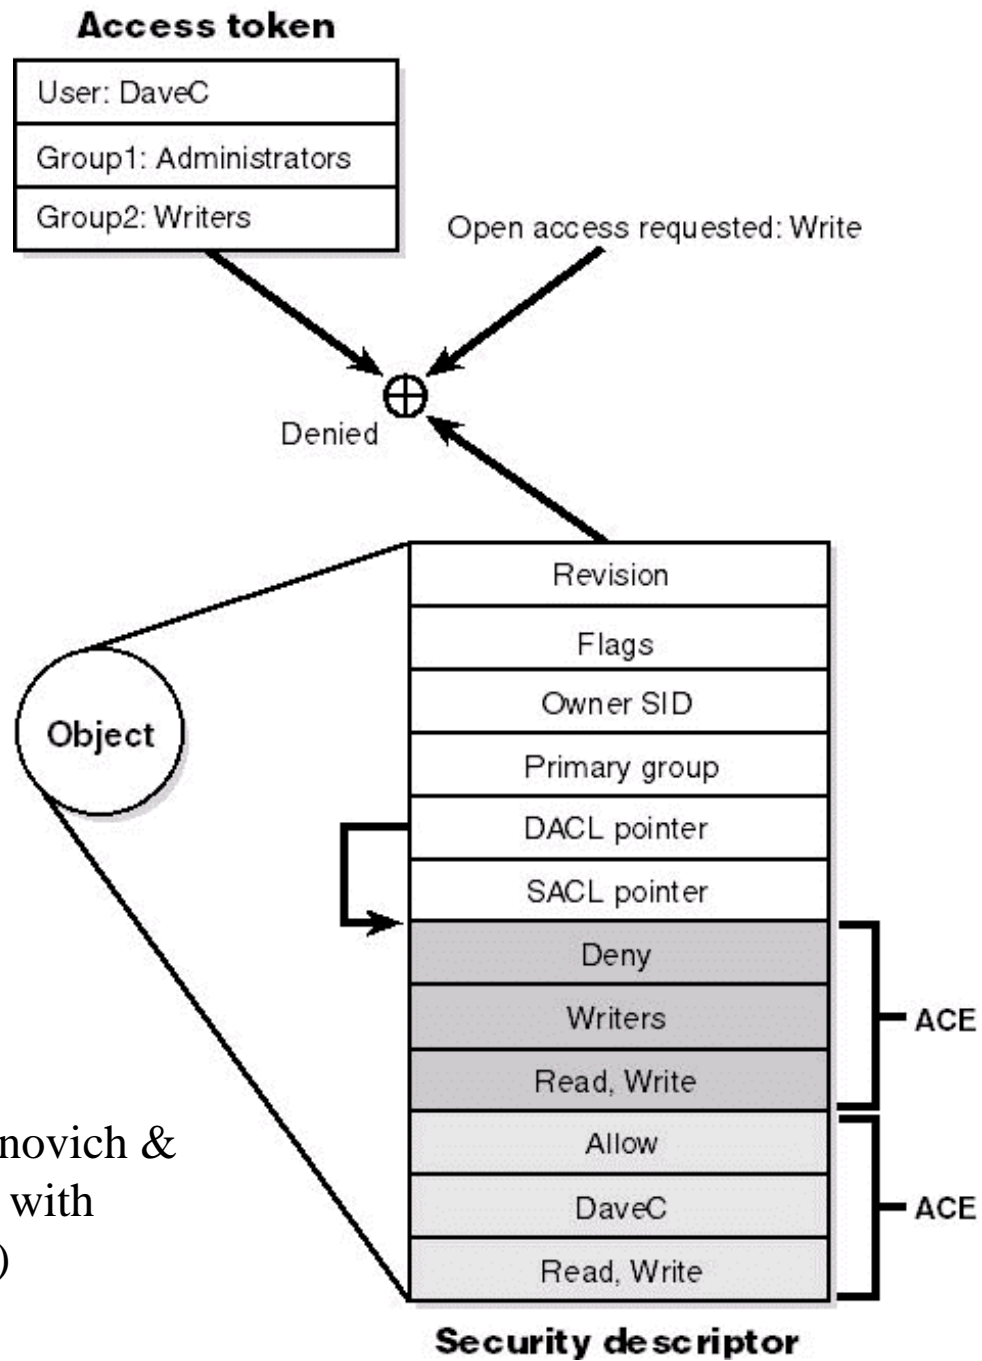 Access token
User: DaveC
Group1: Administrators
Group2: Writers
Open access requested: Write
Denied
Revision
Flags
Owner SID
Object
Primary group
DACL pointer
SACL pointer
Deny
Writers
ACE
Read, Write
novich &
Allow
with
DaveC
ACE
)
Read, Write
Security descriptor